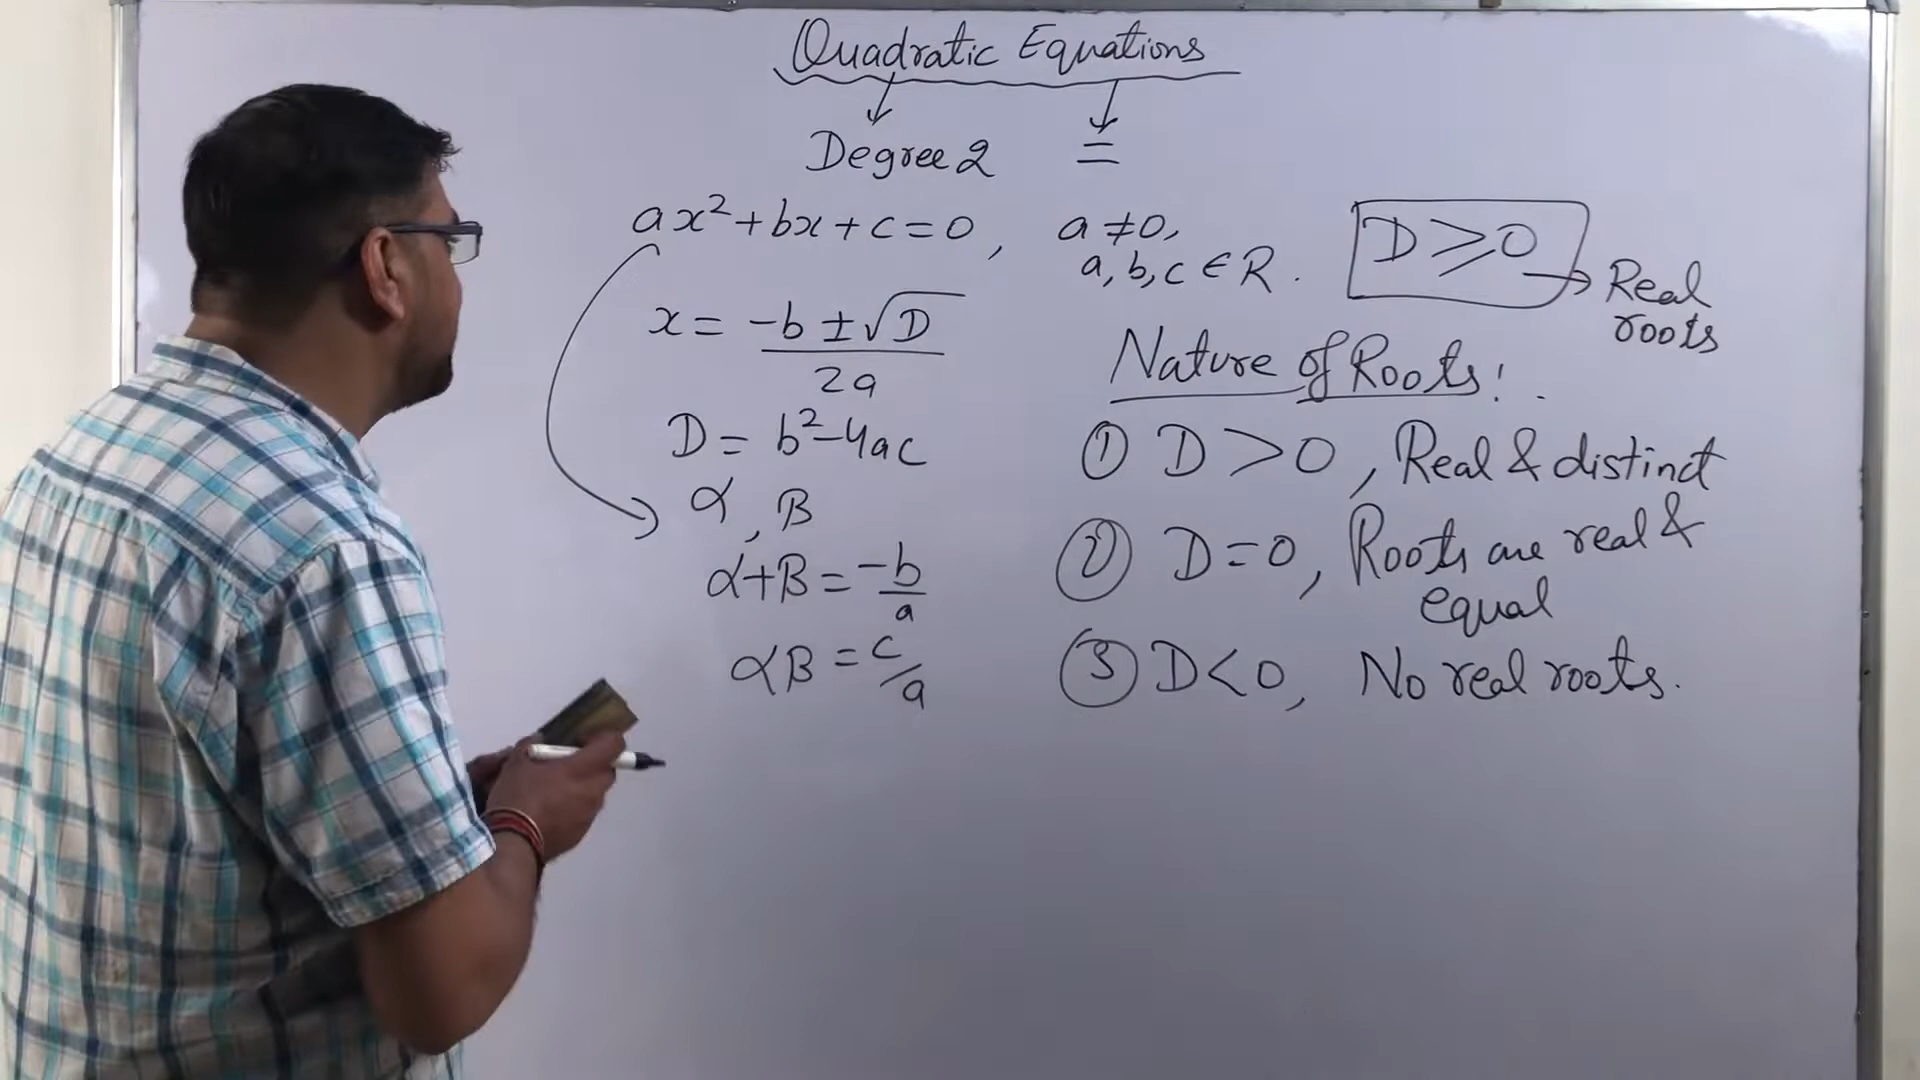 Quadratic Equations
Degree 2 =
ax²+bx+c=0, a≠0,
a, b, c ∈ R.
D⩾0
Real
roots
x = -b ± √D
2a
D = b²-4ac
α, β
α+β = -b/a
αβ = c/a
Nature of Roots:
① D>0, Real & distinct
② D=0, Roots are real &
equal
③ D<0, No real roots.